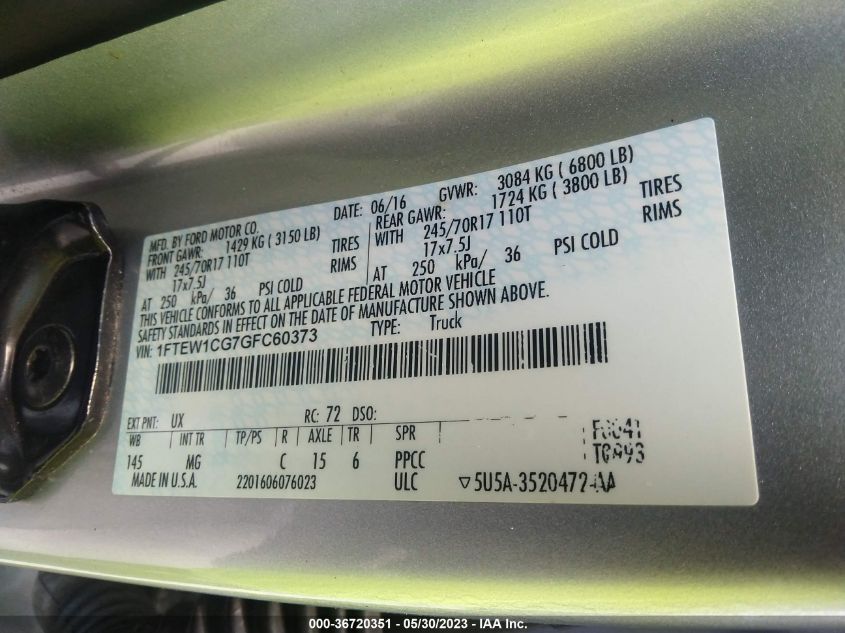 MFD. BY FORD MOTOR CO.
DATE: 06/16 GVWR: 3084 KG ( 6800 LB)
FRONT GAWR: 1429 KG ( 3150 LB)
REAR GAWR: 1724 KG ( 3800 LB)
WITH 245/70R17 110T TIRES
WITH 245/70R17 110T TIRES
17x7.5J RIMS
17x7.5J RIMS
AT 250 kPa/ 36 PSI COLD
AT 250 kPa/ 36 PSI COLD
THIS VEHICLE CONFORMS TO ALL APPLICABLE FEDERAL MOTOR VEHICLE
SAFETY STANDARDS IN EFFECT ON THE DATE OF MANUFACTURE SHOWN ABOVE.
VIN: 1FTEW1CG7GFC60373 TYPE: Truck
EXT PNT: UX RC: 72 DSO:
WB INT TR TP/PS R AXLE TR SPR
145 MG C 15 6 PPCC
MADE IN U.S.A. 2201606076023 ULC ▽5U5A-3520472-AA
000-36720351 - 05/30/2023 - IAA Inc.